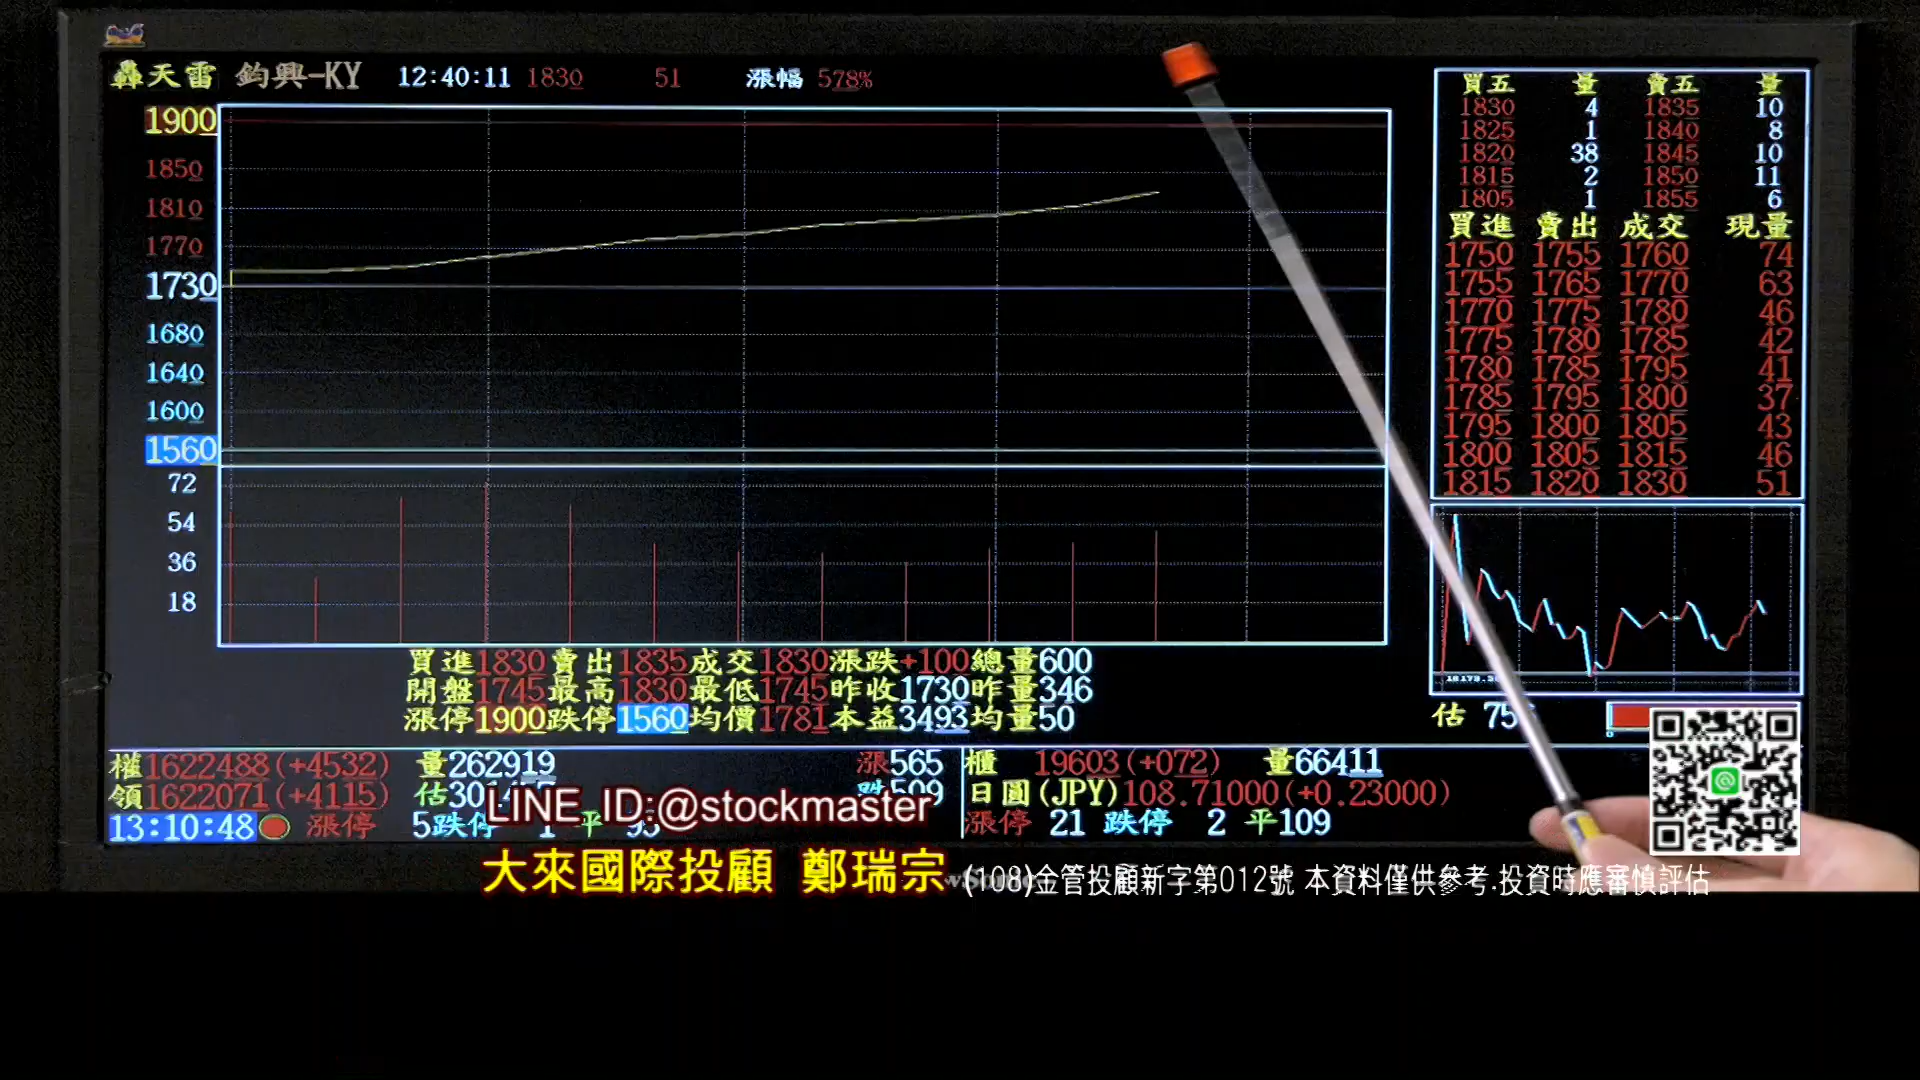 轟天雷 鈞興-KY 12:40:11 1830 51 漲幅 578%
1900
1850
1810
1770
1730
1680
1640
1600
1560
72
54
36
18
買五 量 賣五 量
1830 4 1835 10
1825 1 1840 8
1820 38 1845 10
1815 2 1850 11
1805 1 1855 6
買進 賣出 成交 現量
1750 1755 1760 74
1755 1765 1770 63
1770 1775 1780 46
1775 1780 1785 42
1780 1785 1795 41
1785 1795 1800 37
1795 1800 1805 43
1800 1805 1815 46
1815 1820 1830 51
估
買進1830賣出1835成交1830漲跌+100總量600
開盤1745最高1830最低1745昨收1730昨量346
漲停1900跌停1560均價1781本益3493均量50
權1622488(+4532) 量262919 漲565
領1622071(+4115) 估
13:10:48 漲停 5跌停 1 平
櫃 19603(+072) 量66411
日圓(JPY)108.71000(+0.23000)
漲停 21 跌停 2 平109
LINE ID:@stockmaster
大來國際投顧 鄭瑞宗
(108)金管投顧新字第012號 本資料僅供參考.投資時應審慎評估